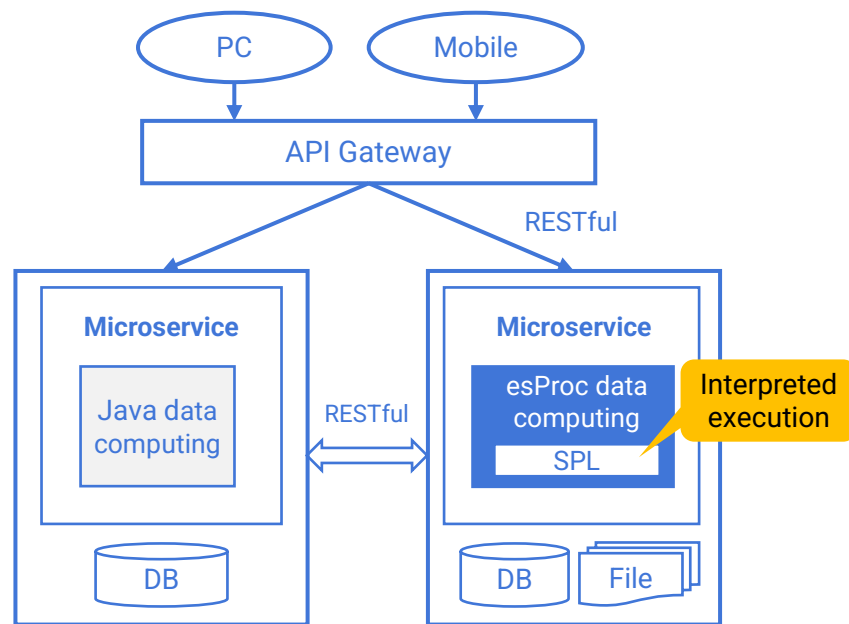 PC
Mobile
API Gateway
RESTful
Microservice
Java data
computing
DB
RESTful
Microservice
esProc data
computing
SPL
Interpreted
execution
DB
File